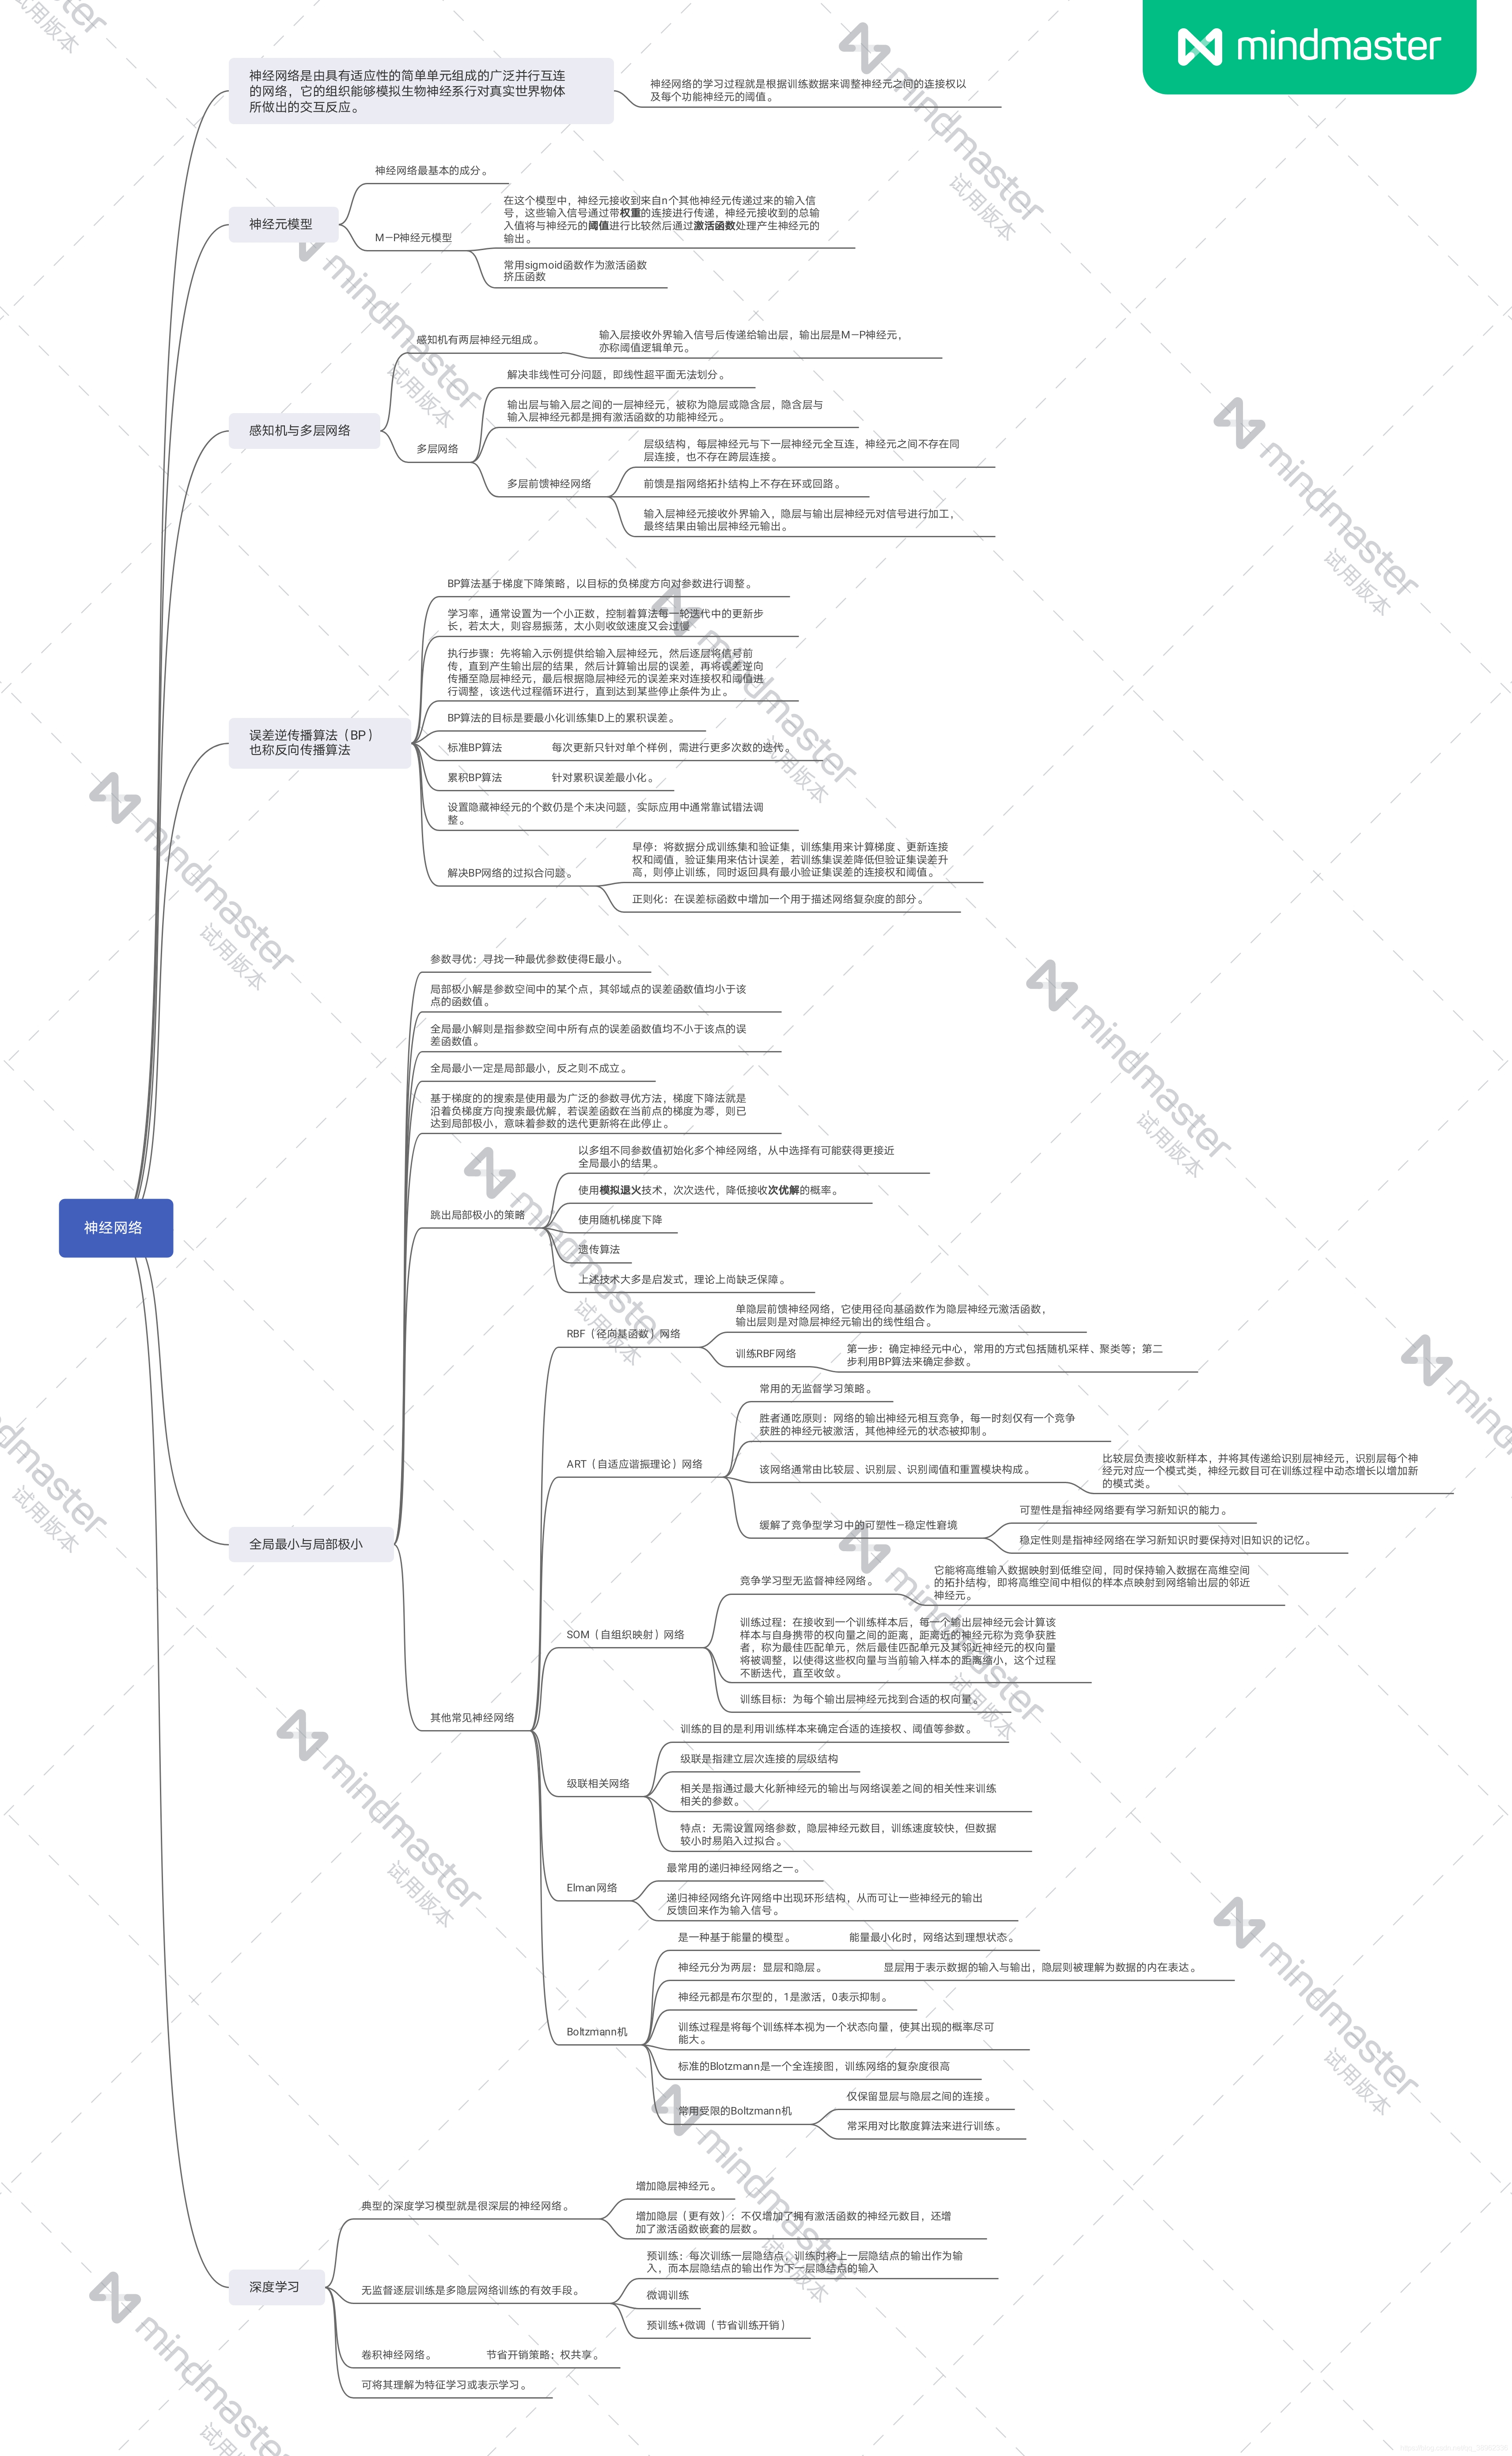 mindmaster
神经网络是由具有适应性的简单单元组成的广泛并行互连
的网络，它的组织能够模拟生物神经系行对真实世界物体
所做出的交互反应。
神经网络的学习过程就是根据训练数据来调整神经元之间的连接权以
及每个功能神经元的阈值。
神经元模型
神经网络最基本的成分。
M-P神经元模型
在这个模型中，神经元接收到来自n个其他神经元传递过来的输入信
号，这些输入信号通过带权重的连接进行传递，神经元接收到的总输
入值将与神经元的阈值进行比较然后通过激活函数处理产生神经元的
输出。
常用sigmoid函数作为激活函数
挤压函数
感知机与多层网络
感知机有两层神经元组成。
输入层接收外界输入信号后传递给输出层，输出层是M-P神经元，
亦称阈值逻辑单元。
多层网络
解决非线性可分问题，即线性超平面无法划分。
输出层与输入层之间的一层神经元，被称为隐层或隐含层，隐含层与
输入层神经元都是拥有激活函数的功能神经元。
多层前馈神经网络
层级结构，每层神经元与下一层神经元全互连，神经元之间不存在同
层连接，也不存在跨层连接。
前馈是指网络拓扑结构上不存在环或回路。
输入层神经元接收外界输入，隐层与输出层神经元对信号进行加工，
最终结果由输出层神经元输出。
误差逆传播算法（BP）
也称反向传播算法
BP算法基于梯度下降策略，以目标的负梯度方向对参数进行调整。
学习率，通常设置为一个小正数，控制着算法每一轮迭代中的更新步
长，若太大，则容易振荡，太小则收敛速度又会过慢
执行步骤：先将输入示例提供给输入层神经元，然后逐层将信号前
传，直到产生输出层的结果，然后计算输出层的误差，再将误差逆向
传播至隐层神经元，最后根据隐层神经元的误差来对连接权和阈值进
行调整，该迭代过程循环进行，直到达到某些停止条件为止。
BP算法的目标是要最小化训练集D上的累积误差。
标准BP算法
每次更新只针对单个样例，需进行更多次数的迭代。
累积BP算法
针对累积误差最小化。
设置隐藏神经元的个数仍是个未决问题，实际应用中通常靠试错法调
整。
解决BP网络的过拟合问题。
早停：将数据分成训练集和验证集，训练集用来计算梯度、更新连接
权和阈值，验证集用来估计误差，若训练集误差降低但验证集误差升
高，则停止训练，同时返回具有最小验证集误差的连接权和阈值。
正则化：在误差标函数中增加一个用于描述网络复杂度的部分。
神经网络
全局最小与局部极小
参数寻优：寻找一种最优参数使得E最小。
局部极小解是参数空间中的某个点，其邻域点的误差函数值均小于该
点的函数值。
全局最小解则是指参数空间中所有点的误差函数值均不小于该点的误
差函数值。
全局最小一定是局部最小，反之则不成立。
基于梯度的的搜索是使用最为广泛的参数寻优方法，梯度下降法就是
沿着负梯度方向搜索最优解，若误差函数在当前点的梯度为零，则已
达到局部极小，意味着参数的迭代更新将在此停止。
跳出局部极小的策略
以多组不同参数值初始化多个神经网络，从中选择有可能获得更接近
全局最小的结果。
使用模拟退火技术，次次迭代，降低接收次优解的概率。
使用随机梯度下降
遗传算法
上述技术大多是启发式，理论上尚缺乏保障。
其他常见神经网络
RBF（径向基函数）网络
单隐层前馈神经网络，它使用径向基函数作为隐层神经元激活函数，
输出层则是对隐层神经元输出的线性组合。
训练RBF网络
第一步：确定神经元中心，常用的方式包括随机采样、聚类等；第二
步利用BP算法来确定参数。
ART（自适应谐振理论）网络
常用的无监督学习策略。
胜者通吃原则：网络的输出神经元相互竞争，每一时刻仅有一个竞争
获胜的神经元被激活，其他神经元的状态被抑制。
该网络通常由比较层、识别层、识别阈值和重置模块构成。
比较层负责接收新样本，并将其传递给识别层神经元，识别层每个神
经元对应一个模式类，神经元数目可在训练过程中动态增长以增加新
的模式类。
缓解了竞争型学习中的可塑性-稳定性窘境
可塑性是指神经网络要有学习新知识的能力。
稳定性则是指神经网络在学习新知识时要保持对旧知识的记忆。
SOM（自组织映射）网络
竞争学习型无监督神经网络。
它能将高维输入数据映射到低维空间，同时保持输入数据在高维空间
的拓扑结构，即将高维空间中相似的样本点映射到网络输出层的邻近
神经元。
训练过程：在接收到一个训练样本后，每一个输出层神经元会计算该
样本与自身携带的权向量之间的距离，距离近的神经元称为竞争获胜
者，称为最佳匹配单元，然后最佳匹配单元及其邻近神经元的权向量
将被调整，以使得这些权向量与当前输入样本的距离缩小，这个过程
不断迭代，直至收敛。
训练目标：为每个输出层神经元找到合适的权向量。
级联相关网络
训练的目的是利用训练样本来确定合适的连接权、阈值等参数。
级联是指建立层次连接的层级结构
相关是指通过最大化新神经元的输出与网络误差之间的相关性来训练
相关的参数。
特点：无需设置网络参数，隐层神经元数目，训练速度较快，但数据
较小时易陷入过拟合。
Elman网络
最常用的递归神经网络之一。
递归神经网络允许网络中出现环形结构，从而让一些神经元的输出
反馈回来作为输入信号。
Boltzmann机
是一种基于能量的模型。
能量最小化时，网络达到理想状态。
神经元分为两层：显层和隐层。
显层用于表示数据的输入与输出，隐层则被理解为数据的内在表达。
神经元都是布尔型的，1是激活，0表示抑制。
训练过程是将每个训练样本视为一个状态向量，使其出现的概率尽可
能大。
标准的Blotzmann是一个全连接图，训练网络的复杂度很高
常用受限的Boltzmann机
仅保留显层与隐层之间的连接。
常采用对比散度算法来进行训练。
深度学习
典型的深度学习模型就是很深层的神经网络。
增加隐层神经元。
增加隐层（更有效）：不仅增加了拥有激活函数的神经元数目，还增
加了激活函数嵌套的层数。
无监督逐层训练是多隐层网络训练的有效手段。
预训练：每次训练一层隐结点，训练时将上一层隐结点的输出作为输
入，而本层隐结点的输出作为下一层隐结点的输入
微调训练
预训练+微调（节省训练开销）
卷积神经网络。
节省开销策略：权共享。
可将其理解为特征学习或表示学习。